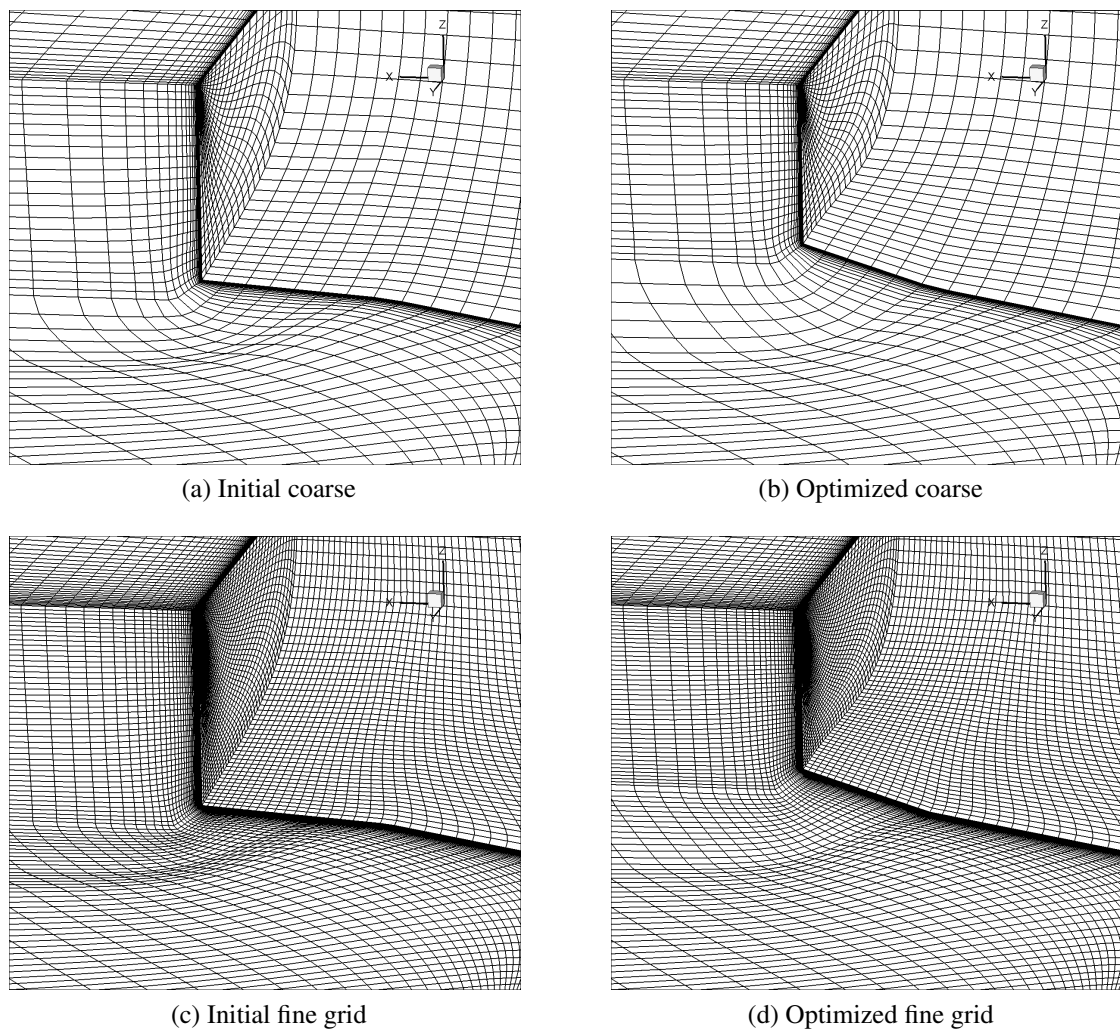 Z
X
Y
Z
X
Y
(a) Initial coarse
(b) Optimized coarse
Z
X
Y
Z
X
Y
(c) Initial fine grid
(d) Optimized fine grid